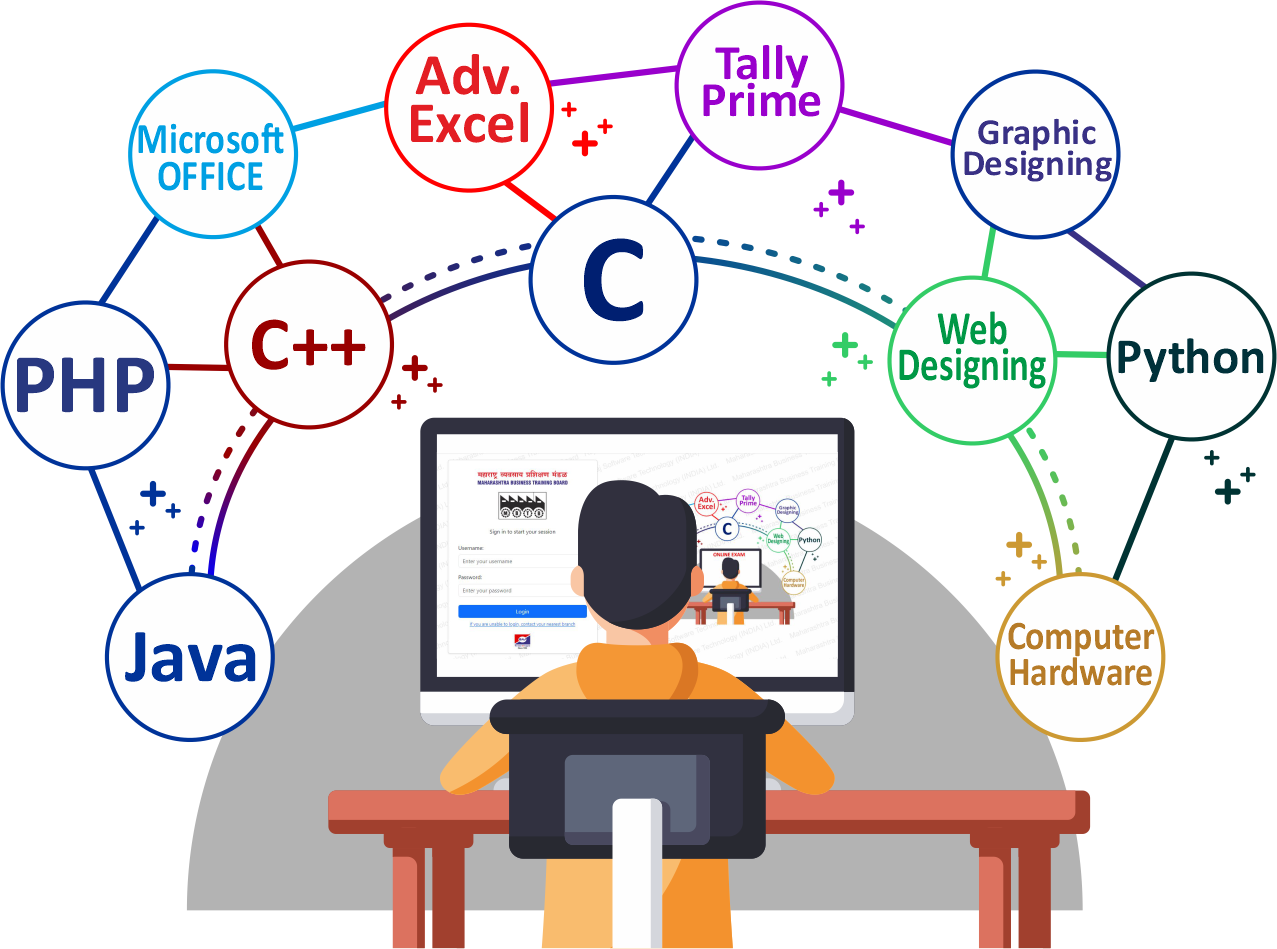 Tally
Prime
Adv.
Excel
Microsoft
OFFICE
Graphic
Designing
C
C++
Web
Designing
Python
PHP
Java
Computer
Hardware
महाराष्ट्र व्यवसाय प्रशिक्षण मंडळ
MAHARASHTRA BUSINESS TRAINING BOARD
M B T B
Sign in to start your session
Username:
Enter your username
Password:
Enter your password
Login
If you are unable to login, contact your nearest branch
Adv.
Excel
Tally
Prime
Graphic
Designing
C
Web
Designing
Python
ONLINE EXAM
Computer
Hardware